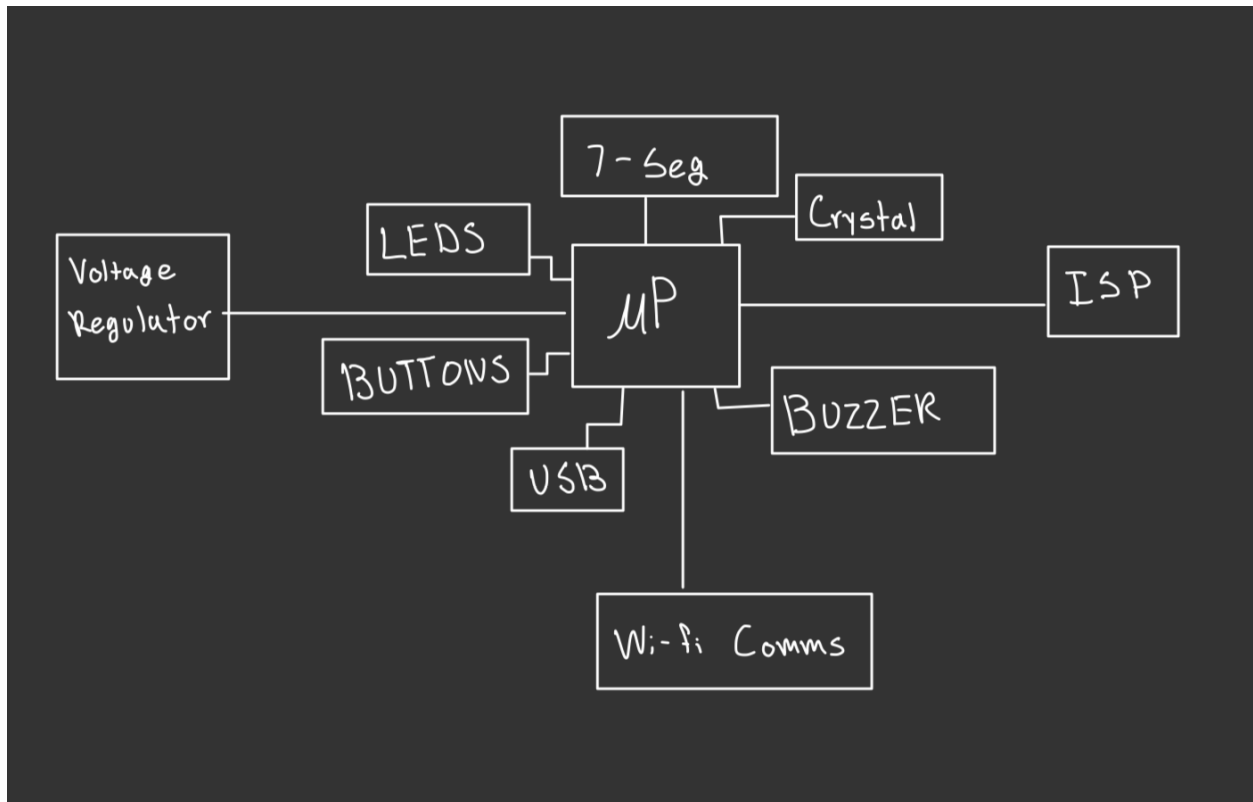 7-Seg
Crystal
LEDS
Voltage
Regulator
µP
ISP
BUTTONS
BUZZER
USB
Wi-fi Comms